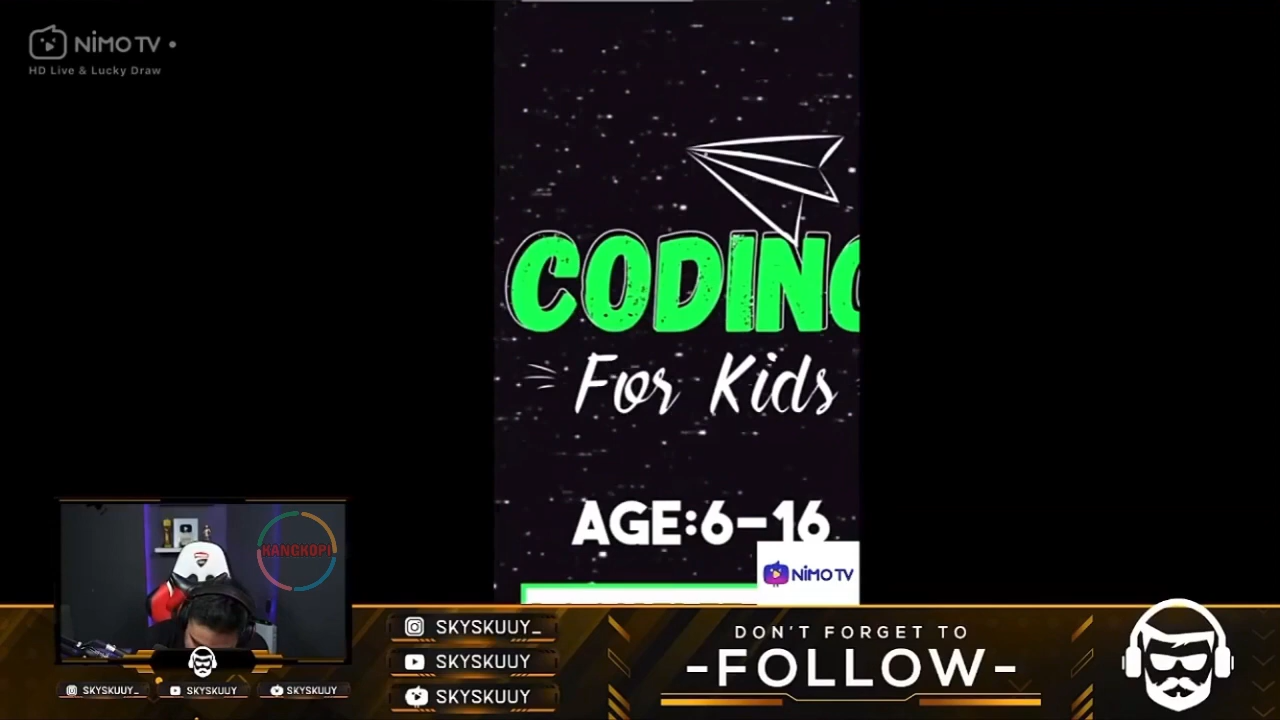 NIMO TV
HD Live & Lucky Draw
CODING
For Kids
AGE:6-16
NIMO TV
KANGKOPI
SKYSKUUY_
SKYSKUUY
SKYSKUUY
SKYSKUUY_
SKYSKUUY
SKYSKUUY
DON'T FORGET TO
-FOLLOW-